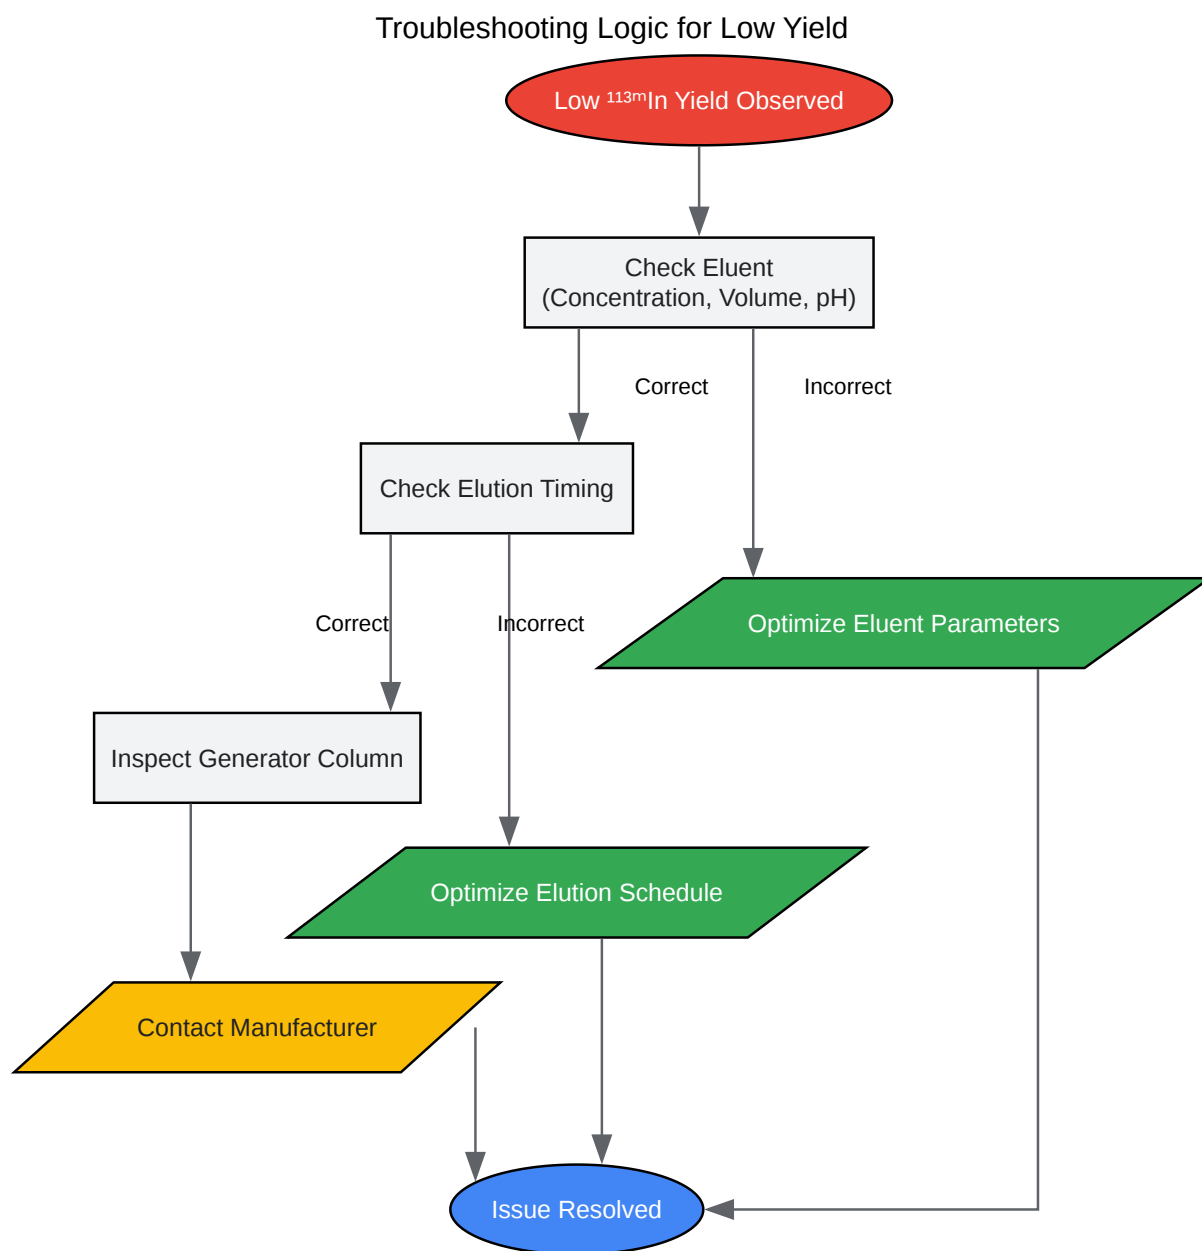 Troubleshooting Logic for Low Yield
Low ¹¹³ᵐIn Yield Observed
Check Eluent
(Concentration, Volume, pH)
Correct
Incorrect
Check Elution Timing
Correct
Incorrect
Optimize Eluent Parameters
Inspect Generator Column
Optimize Elution Schedule
Contact Manufacturer
Issue Resolved